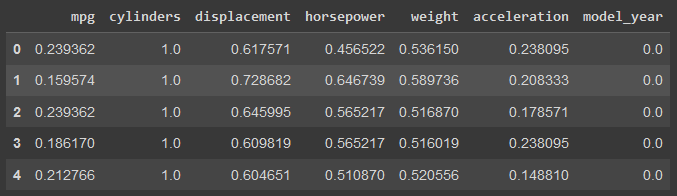 mpg cylinders displacement horsepower weight acceleration model_year
0 0.239362 1.0 0.617571 0.456522 0.536150 0.238095 0.0
1 0.159574 1.0 0.728682 0.646739 0.589736 0.208333 0.0
2 0.239362 1.0 0.645995 0.565217 0.516870 0.178571 0.0
3 0.186170 1.0 0.609819 0.565217 0.516019 0.238095 0.0
4 0.212766 1.0 0.604651 0.510870 0.520556 0.148810 0.0